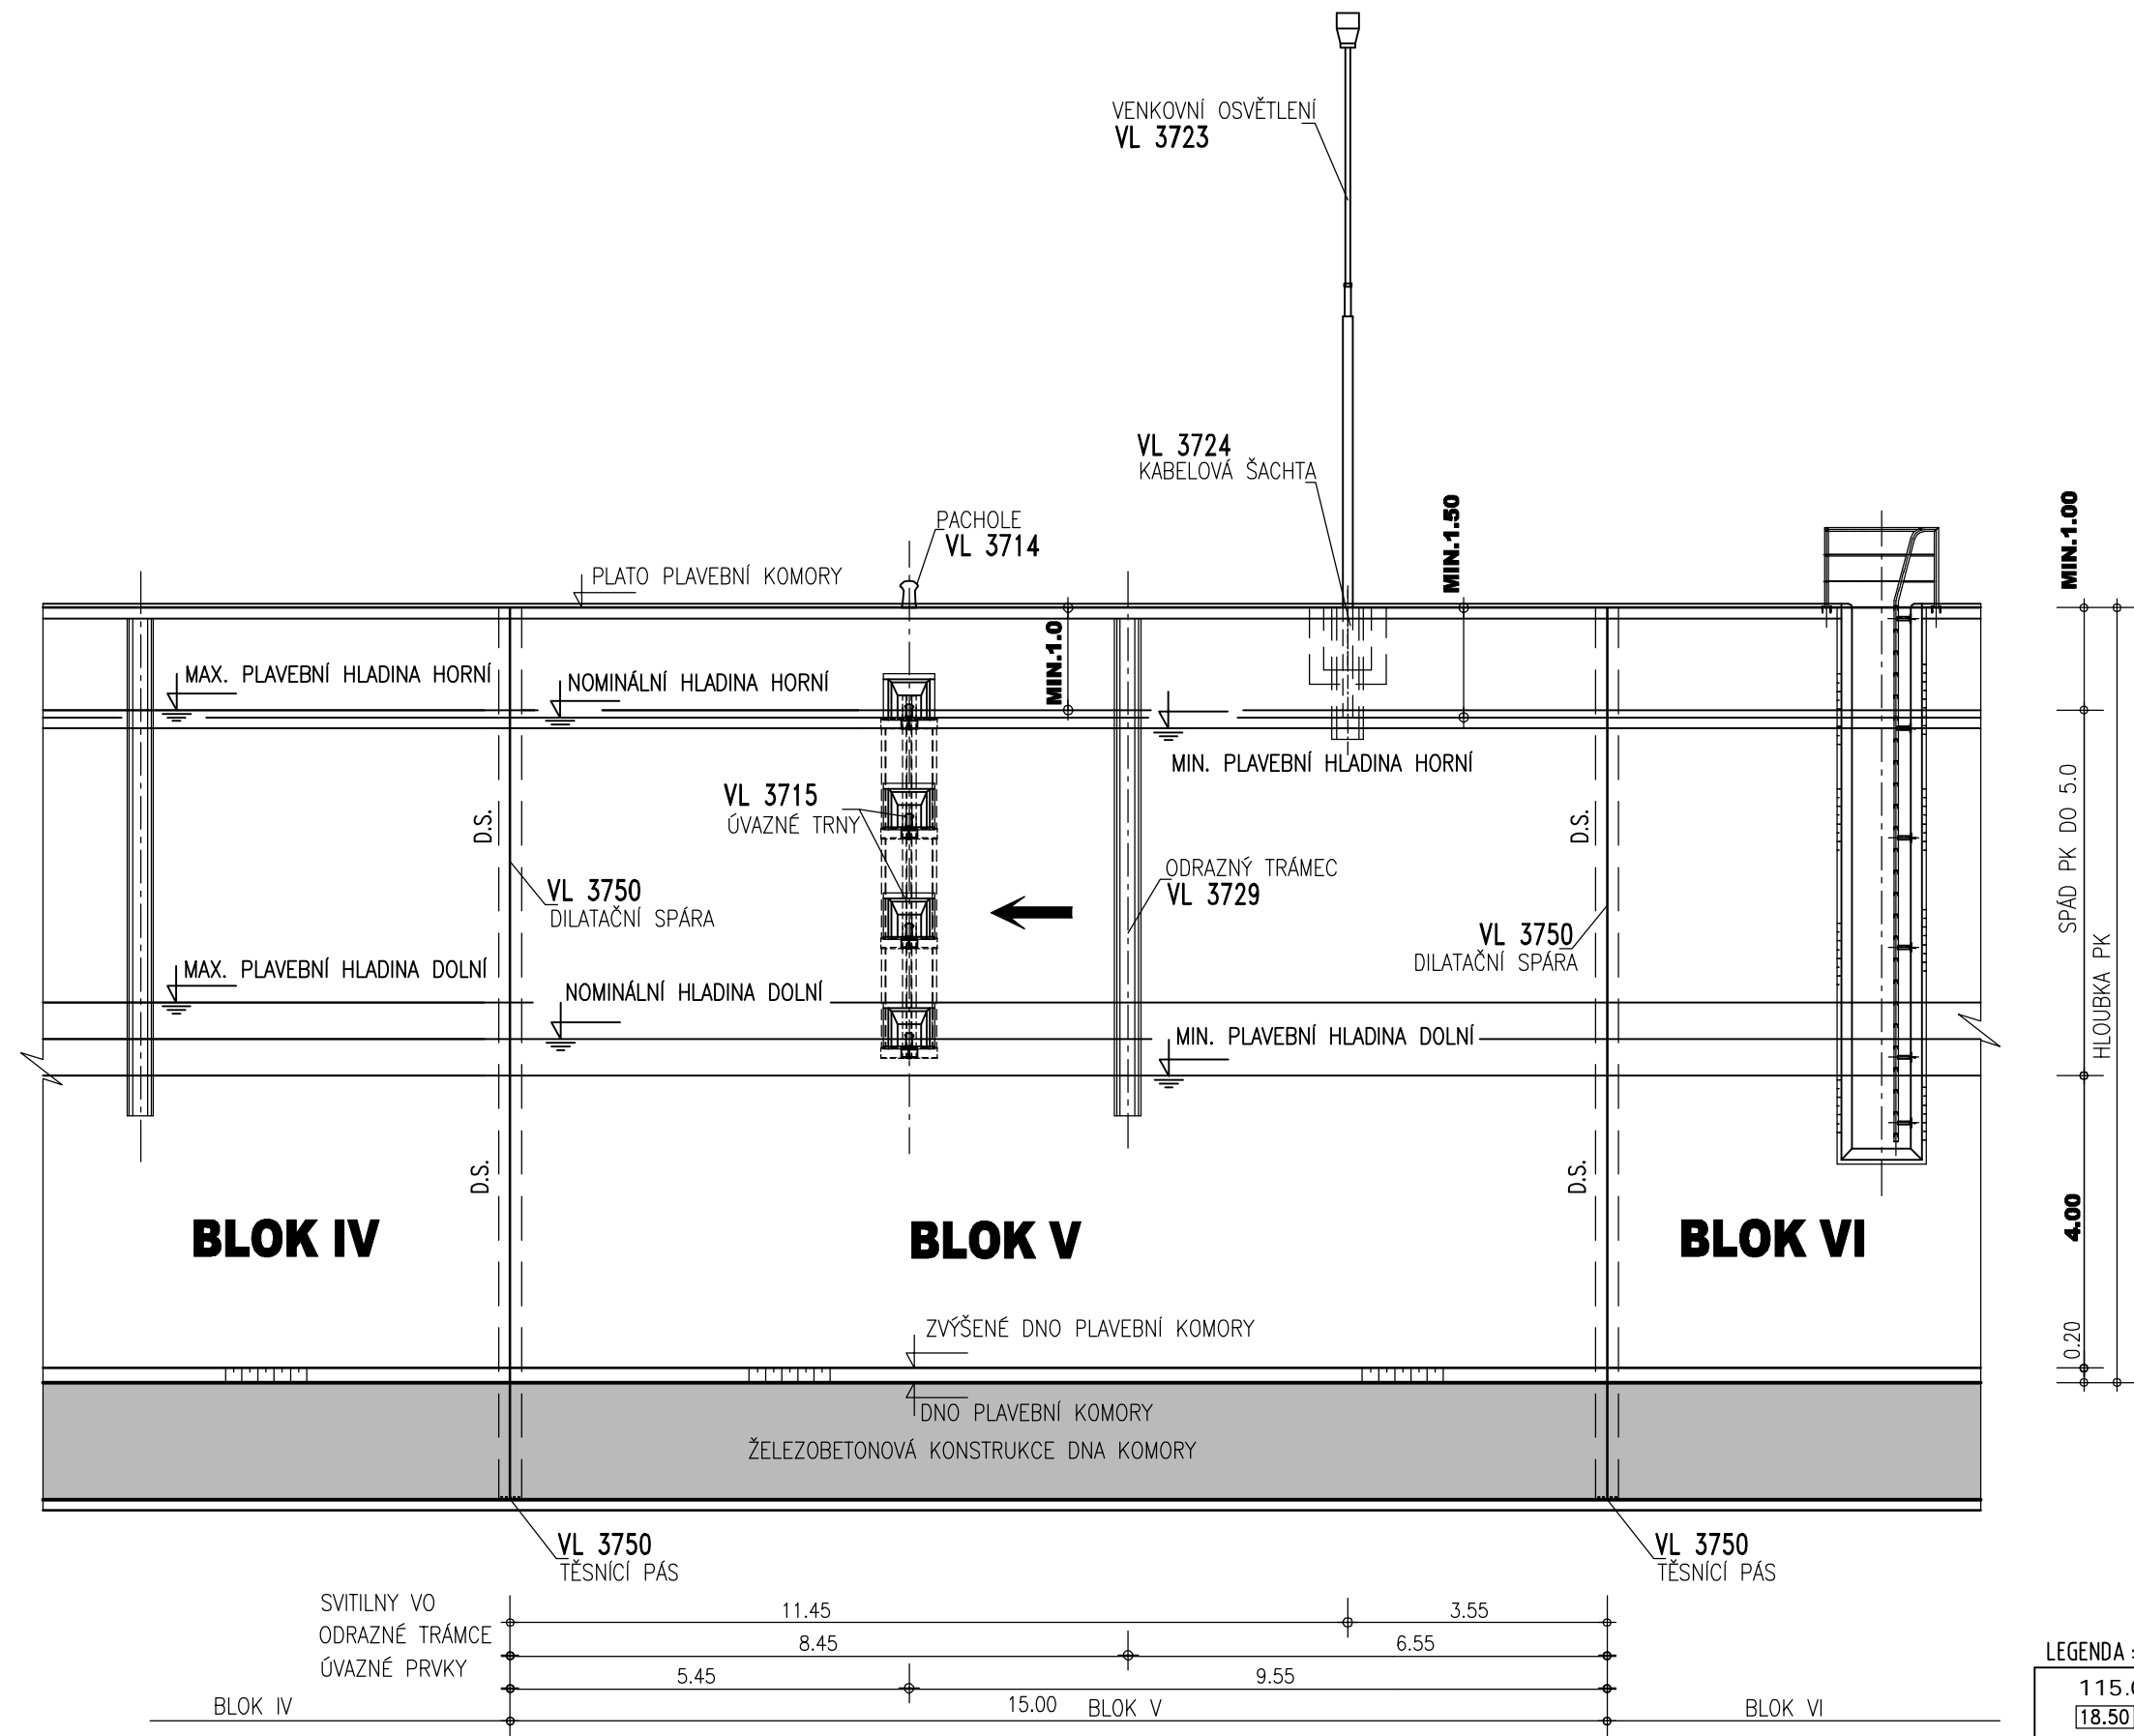 VENKOVNÍ OSVĚTLENÍ
VL 3723
VL 3724
KABELOVÁ ŠACHTA
PACHOLE
VL 3714
MIN.1.50
MIN.1.00
PLATO PLAVEBNÍ KOMORY
MIN.1.0
MAX. PLAVEBNÍ HLADINA HORNÍ
NOMINÁLNÍ HLADINA HORNÍ
MIN. PLAVEBNÍ HLADINA HORNÍ
VL 3715
ÚVAZNÉ TRNY
D.S.
D.S.
SPÁD PK DO 5.0
VL 3750
DILATAČNÍ SPÁRA
ODRAZNÝ TRÁMEC
VL 3729
VL 3750
DILATAČNÍ SPÁRA
HLOUBKA PK
MAX. PLAVEBNÍ HLADINA DOLNÍ
NOMINÁLNÍ HLADINA DOLNÍ
MIN. PLAVEBNÍ HLADINA DOLNÍ
D.S.
D.S.
BLOK IV
BLOK V
BLOK VI
4.00
ZVÝŠENÉ DNO PLAVEBNÍ KOMORY
0.20
DNO PLAVEBNÍ KOMORY
ŽELEZOBETONOVÁ KONSTRUKCE DNA KOMORY
VL 3750
TĚSNÍCÍ PÁS
VL 3750
TĚSNÍCÍ PÁS
SVITILNY VO
11.45
3.55
ODRAZNÉ TRÁMCE
8.45
6.55
ÚVAZNÉ PRVKY
5.45
9.55
BLOK IV
15.00
BLOK V
BLOK VI
LEGENDA :
18.50